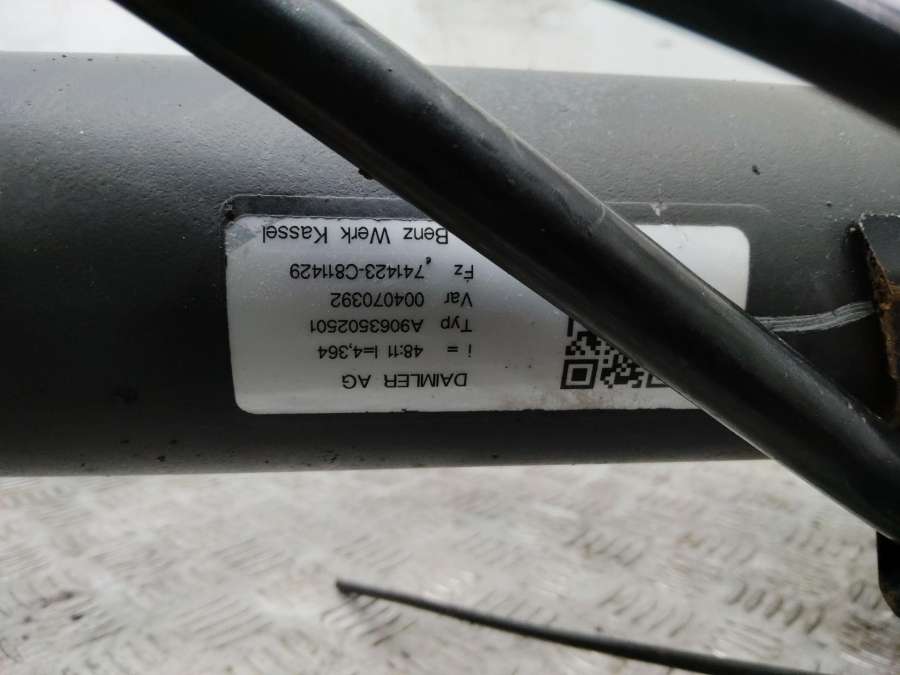 DAIMLER AG
i = 48:11 I=4,364
Typ A9063502501
Var 004070392
Fz 741423-C811429
Benz Werk Kassel